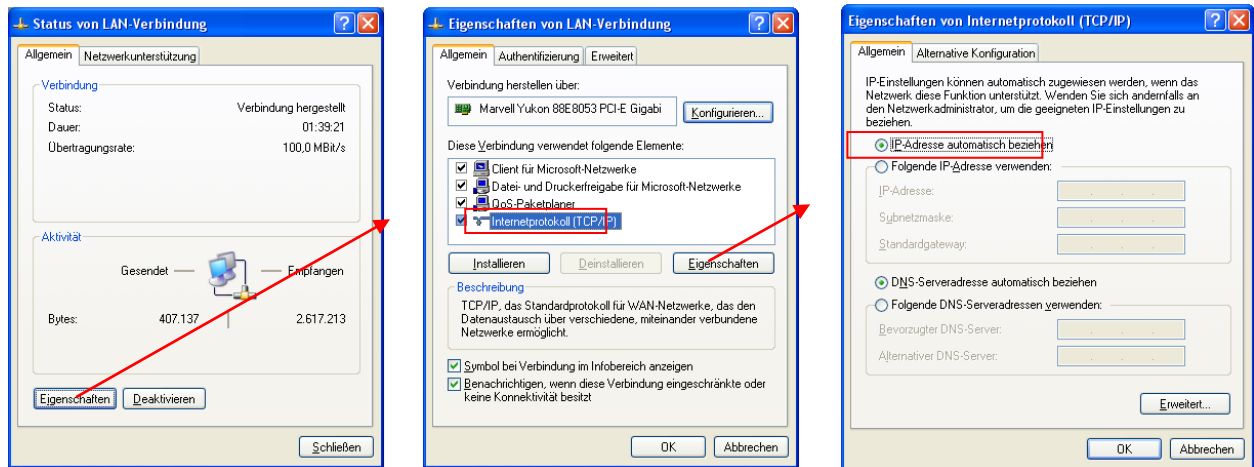 Status von LAN-Verbindung
Allgemein Netzwerkunterstützung
Verbindung
Status: Verbindung hergestellt
Dauer: 01:39:21
Übertragungsrate: 100,0 MBit/s
Aktivität
Gesendet Empfangen
Bytes: 407.137 2.617.213
Eigenschaften Deaktivieren
Schließen
Eigenschaften von LAN-Verbindung
Allgemein Authentifizierung Erweitert
Verbindung herstellen über:
Marvell Yukon 88E8053 PCI-E Gigabi Konfigurieren...
Diese Verbindung verwendet folgende Elemente:
Client für Microsoft-Netzwerke
Datei- und Druckerfreigabe für Microsoft-Netzwerke
QoS-Paketplaner
Internetprotokoll (TCP/IP)
Installieren Deinstallieren Eigenschaften
Beschreibung
TCP/IP, das Standardprotokoll für WAN-Netzwerke, das den
Datenaustausch über verschiedene, miteinander verbundene
Netzwerke ermöglicht.
Symbol bei Verbindung im Infobereich anzeigen
Benachrichtigen, wenn diese Verbindung eingeschränkte oder
keine Konnektivität besitzt
OK Abbrechen
Eigenschaften von Internetprotokoll (TCP/IP)
Allgemein Alternative Konfiguration
IP-Einstellungen können automatisch zugewiesen werden, wenn das
Netzwerk diese Funktion unterstützt. Wenden Sie sich andernfalls an
den Netzwerkadministrator, um die geeigneten IP-Einstellungen zu
beziehen.
IP-Adresse automatisch beziehen
Folgende IP-Adresse verwenden:
IP-Adresse:
Subnetzmaske:
Standardgateway:
DNS-Serveradresse automatisch beziehen
Folgende DNS-Serveradressen verwenden:
Bevorzugter DNS-Server:
Alternativer DNS-Server:
Erweitert...
OK Abbrechen